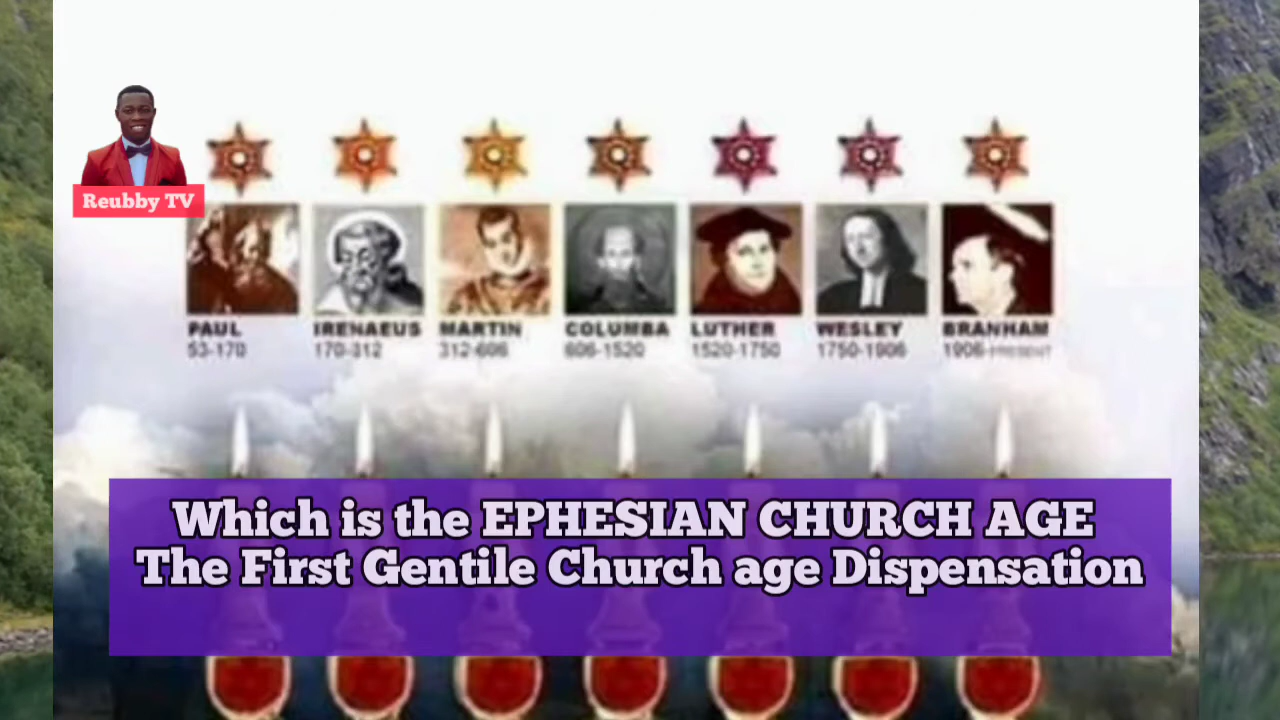 Reubby TV
PAUL IRENAEUS MARTIN COLUMBA LUTHER WESLEY BRANHAM
53-170 170-312 312-606 606-1520 1520-1750 1750-1906 1906-PRESENT
Which is the EPHESIAN CHURCH AGE
The First Gentile Church age Dispensation